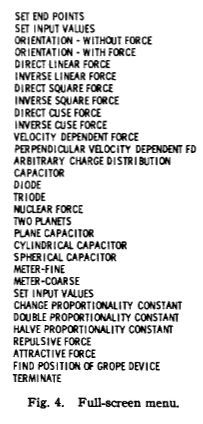 SET END POINTS
SET INPUT VALUES
ORIENTATION - WITHOUT FORCE
ORIENTATION - WITH FORCE
DIRECT LINEAR FORCE
INVERSE LINEAR FORCE
DIRECT SQUARE FORCE
INVERSE SQUARE FORCE
DIRECT CUSE FORCE
INVERSE CUSE FORCE
VELOCITY DEPENDENT FORCE
PERPENDICULAR VELOCITY DEPENDENT FD
ARBITRARY CHARGE DISTRIBUTION
CAPACITOR
DIODE
TRIODE
NUCLEAR FORCE
TWO PLANETS
PLANE CAPACITOR
CYLINDRICAL CAPACITOR
SPHERICAL CAPACITOR
METER-FINE
METER-COARSE
SET INPUT VALUES
CHANGE PROPORTIONALITY CONSTANT
DOUBLE PROPORTIONALITY CONSTANT
HALVE PROPORTIONALITY CONSTANT
REPULSIVE FORCE
ATTRACTIVE FORCE
FIND POSITION OF GROPE DEVICE
TERMINATE
Fig. 4. Full-screen menu.